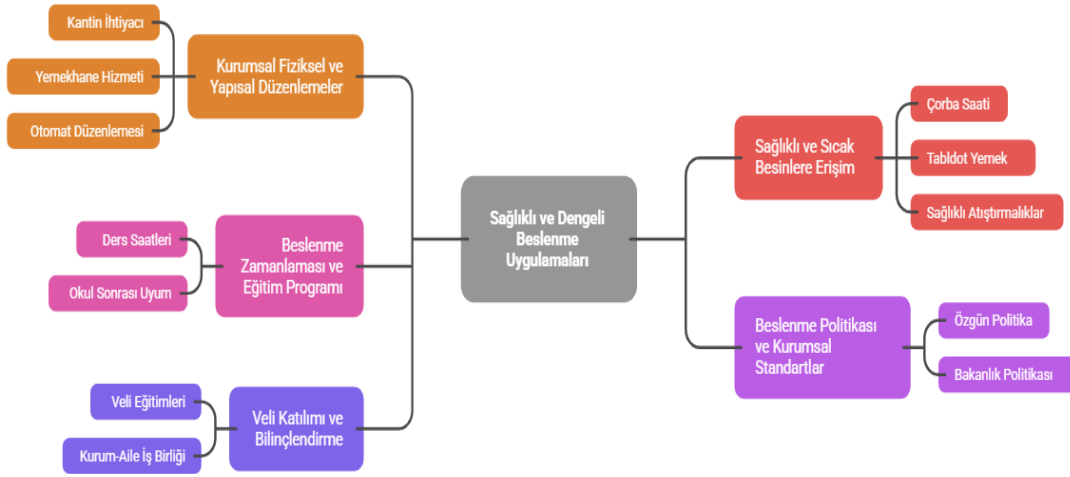 Kantin İhtiyacı
Yemekhane Hizmeti
Otomat Düzenlemesi
Kurumsal Fiziksel ve
Yapısal Düzenlemeler
Ders Saatleri
Okul Sonrası Uyum
Beslenme
Zamanlaması ve
Eğitim Programı
Veli Eğitimleri
Kurum-Aile İş Birliği
Veli Katılımı ve
Bilinçlendirme
Sağlıklı ve Dengeli
Beslenme
Uygulamaları
Sağlıklı ve Sıcak
Besinlere Erişim
Çorba Saati
Tabldot Yemek
Sağlıklı Atıştırmalıklar
Beslenme Politikası
ve Kurumsal
Standartlar
Özgün Politika
Bakanlık Politikası